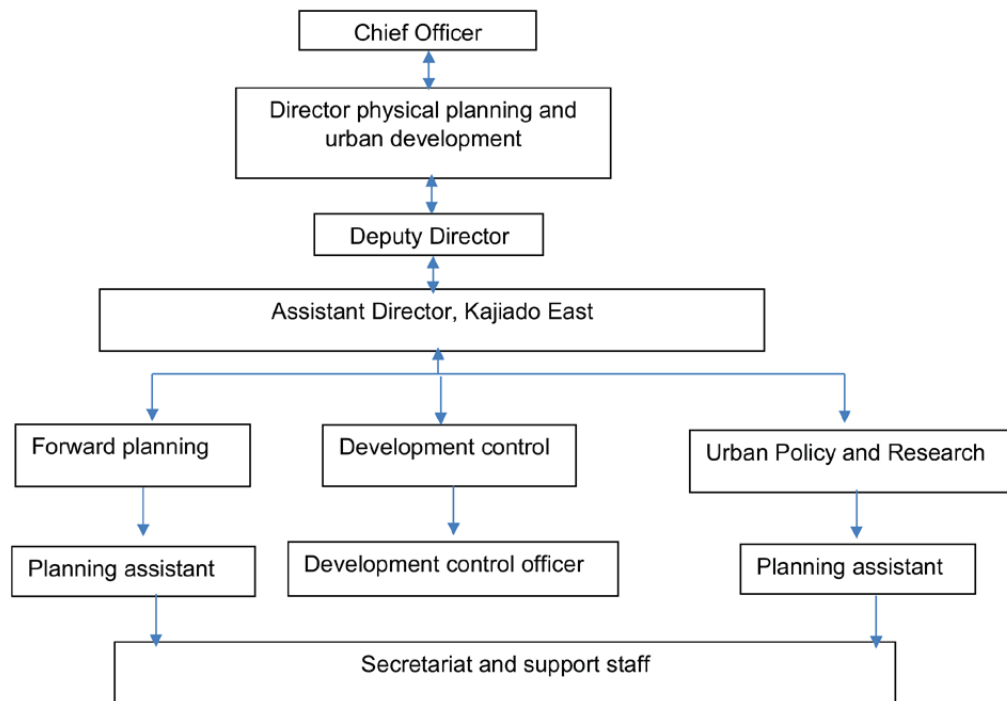 Chief Officer
Director physical planning and
urban development
Deputy Director
Assistant Director, Kajiado East
Forward planning
Development control
Urban Policy and Research
Planning assistant
Development control officer
Planning assistant
Secretariat and support staff